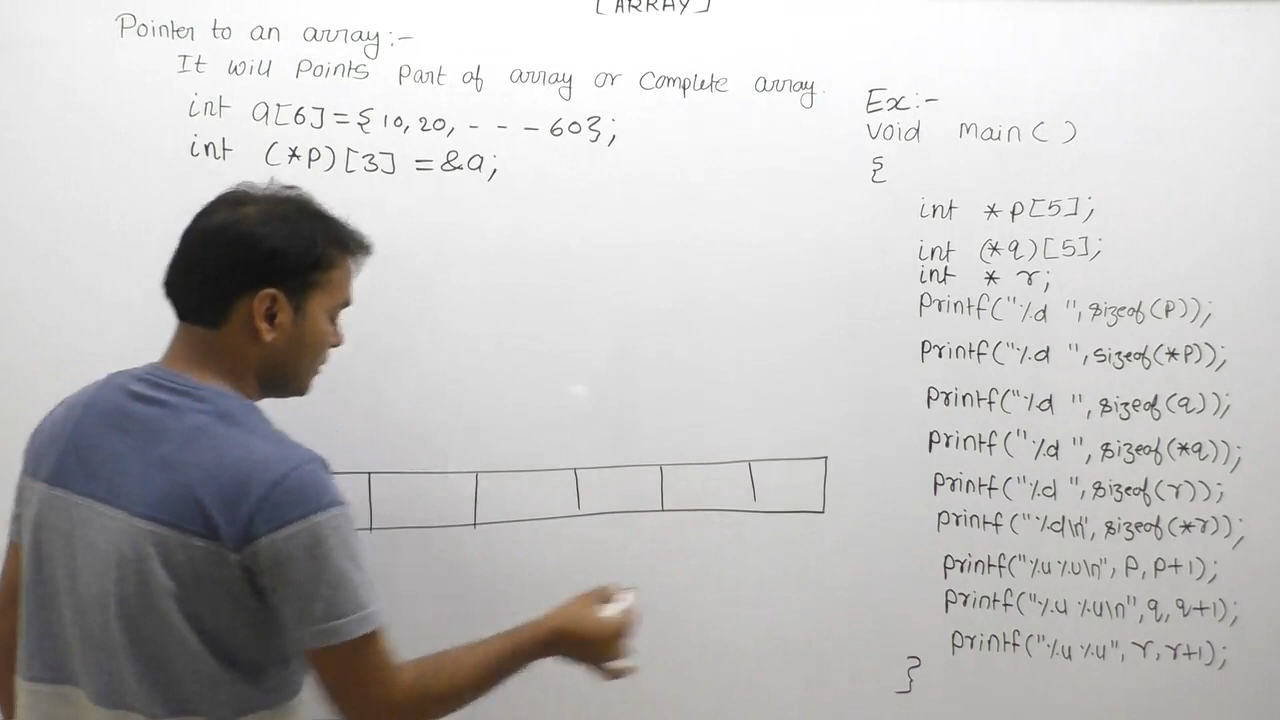 [ARRAY]
Pointer to an array:-
It will Points Part of array or Complete array.
int a[6]={10,20,- - - 60};
int (*p)[3] =&a;
Ex:-
void main()
{
int *p[5];
int (*q)[5];
int * r;
Printf("%d ",sizeof(p));
Printf("%d ",sizeof(*p));
Printf("%d ",sizeof(q));
Printf("%d ",sizeof(*q));
Printf("%d ",sizeof(r));
Printf("%d\n", sizeof(*r));
Printf("%u %u\n", p, p+1);
Printf("%u %u\n",q, q+1);
Printf("%u %u", r, r+1);
}